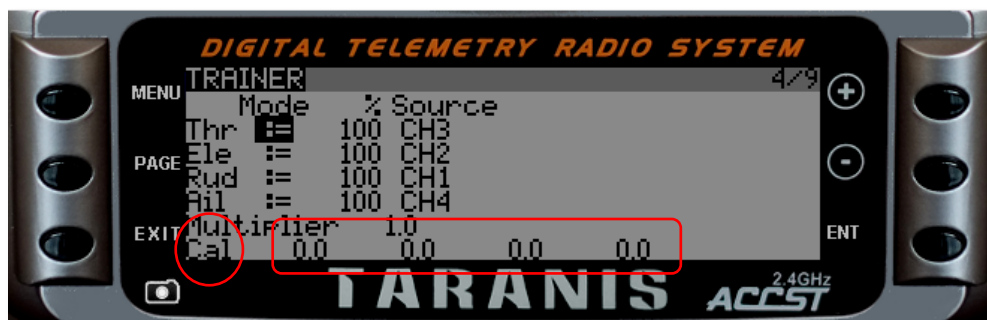 DIGITAL TELEMETRY RADIO SYSTEM
TRAINER 4/9
MENU
Mode % Source
Thr := 100 CH3
Ele := 100 CH2
PAGE
Rud := 100 CH1
Ail := 100 CH4
Multiplier 1.0
EXIT
ENT
Cal 0.0 0.0 0.0 0.0
+
-
TARANIS
2.4GHz
ACCST